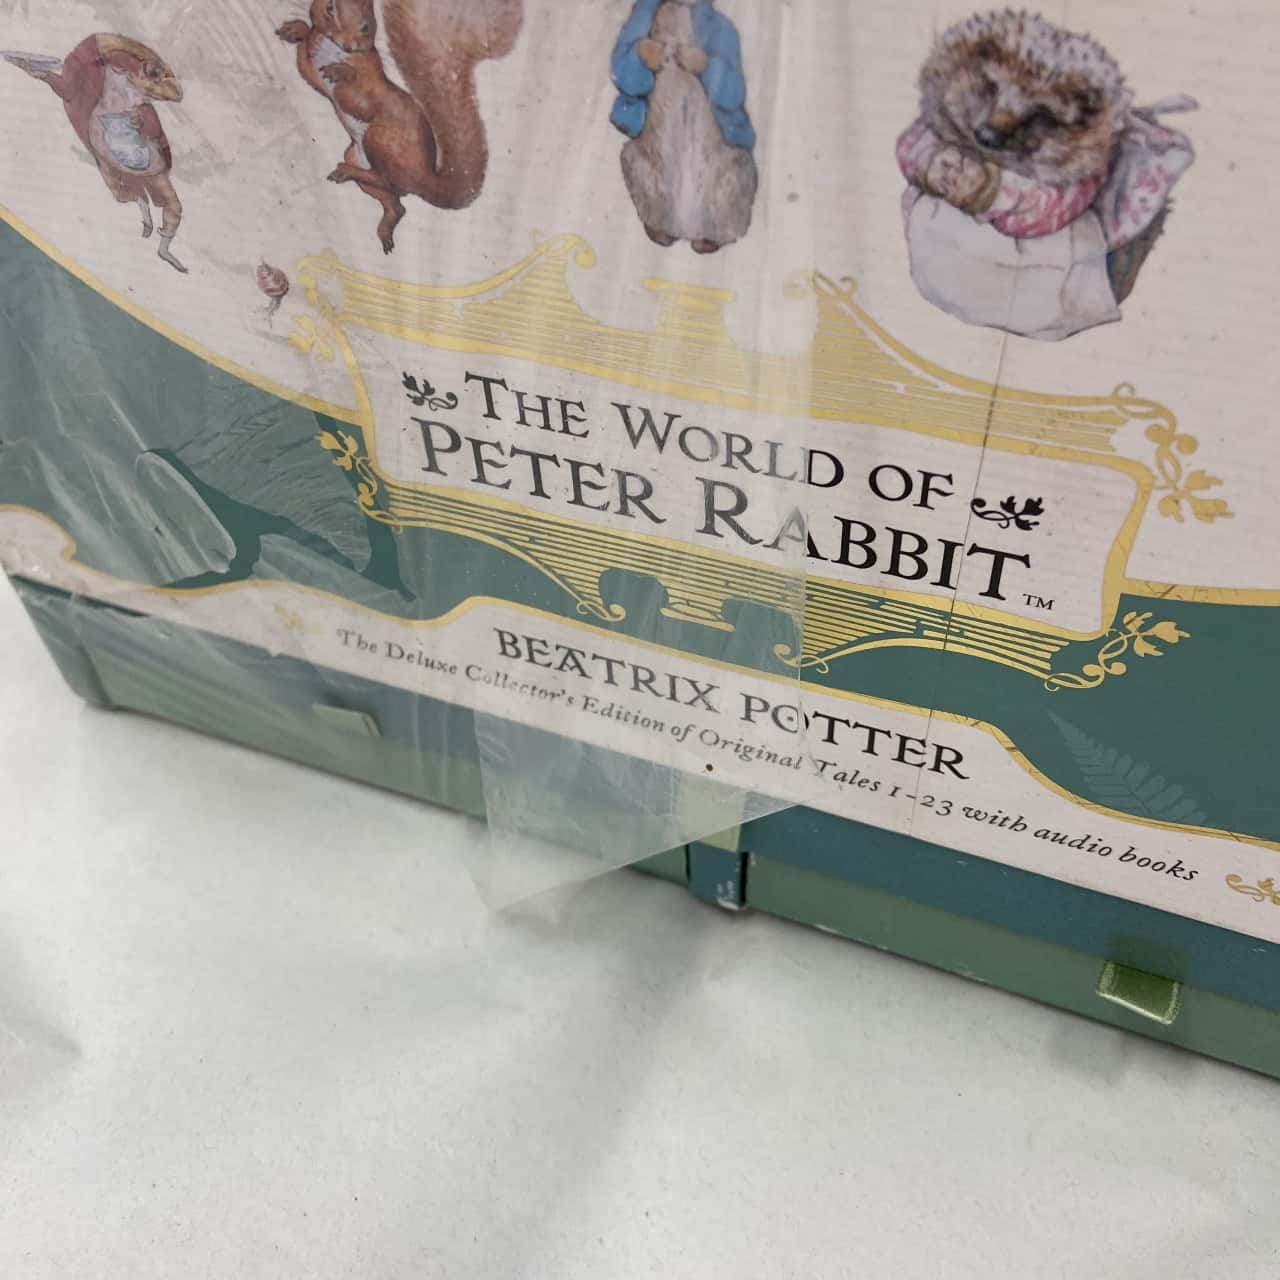 The World of
Peter Rabbit™
Beatrix Potter
The Deluxe Collector's Edition of Original Tales 1-23 with audio books